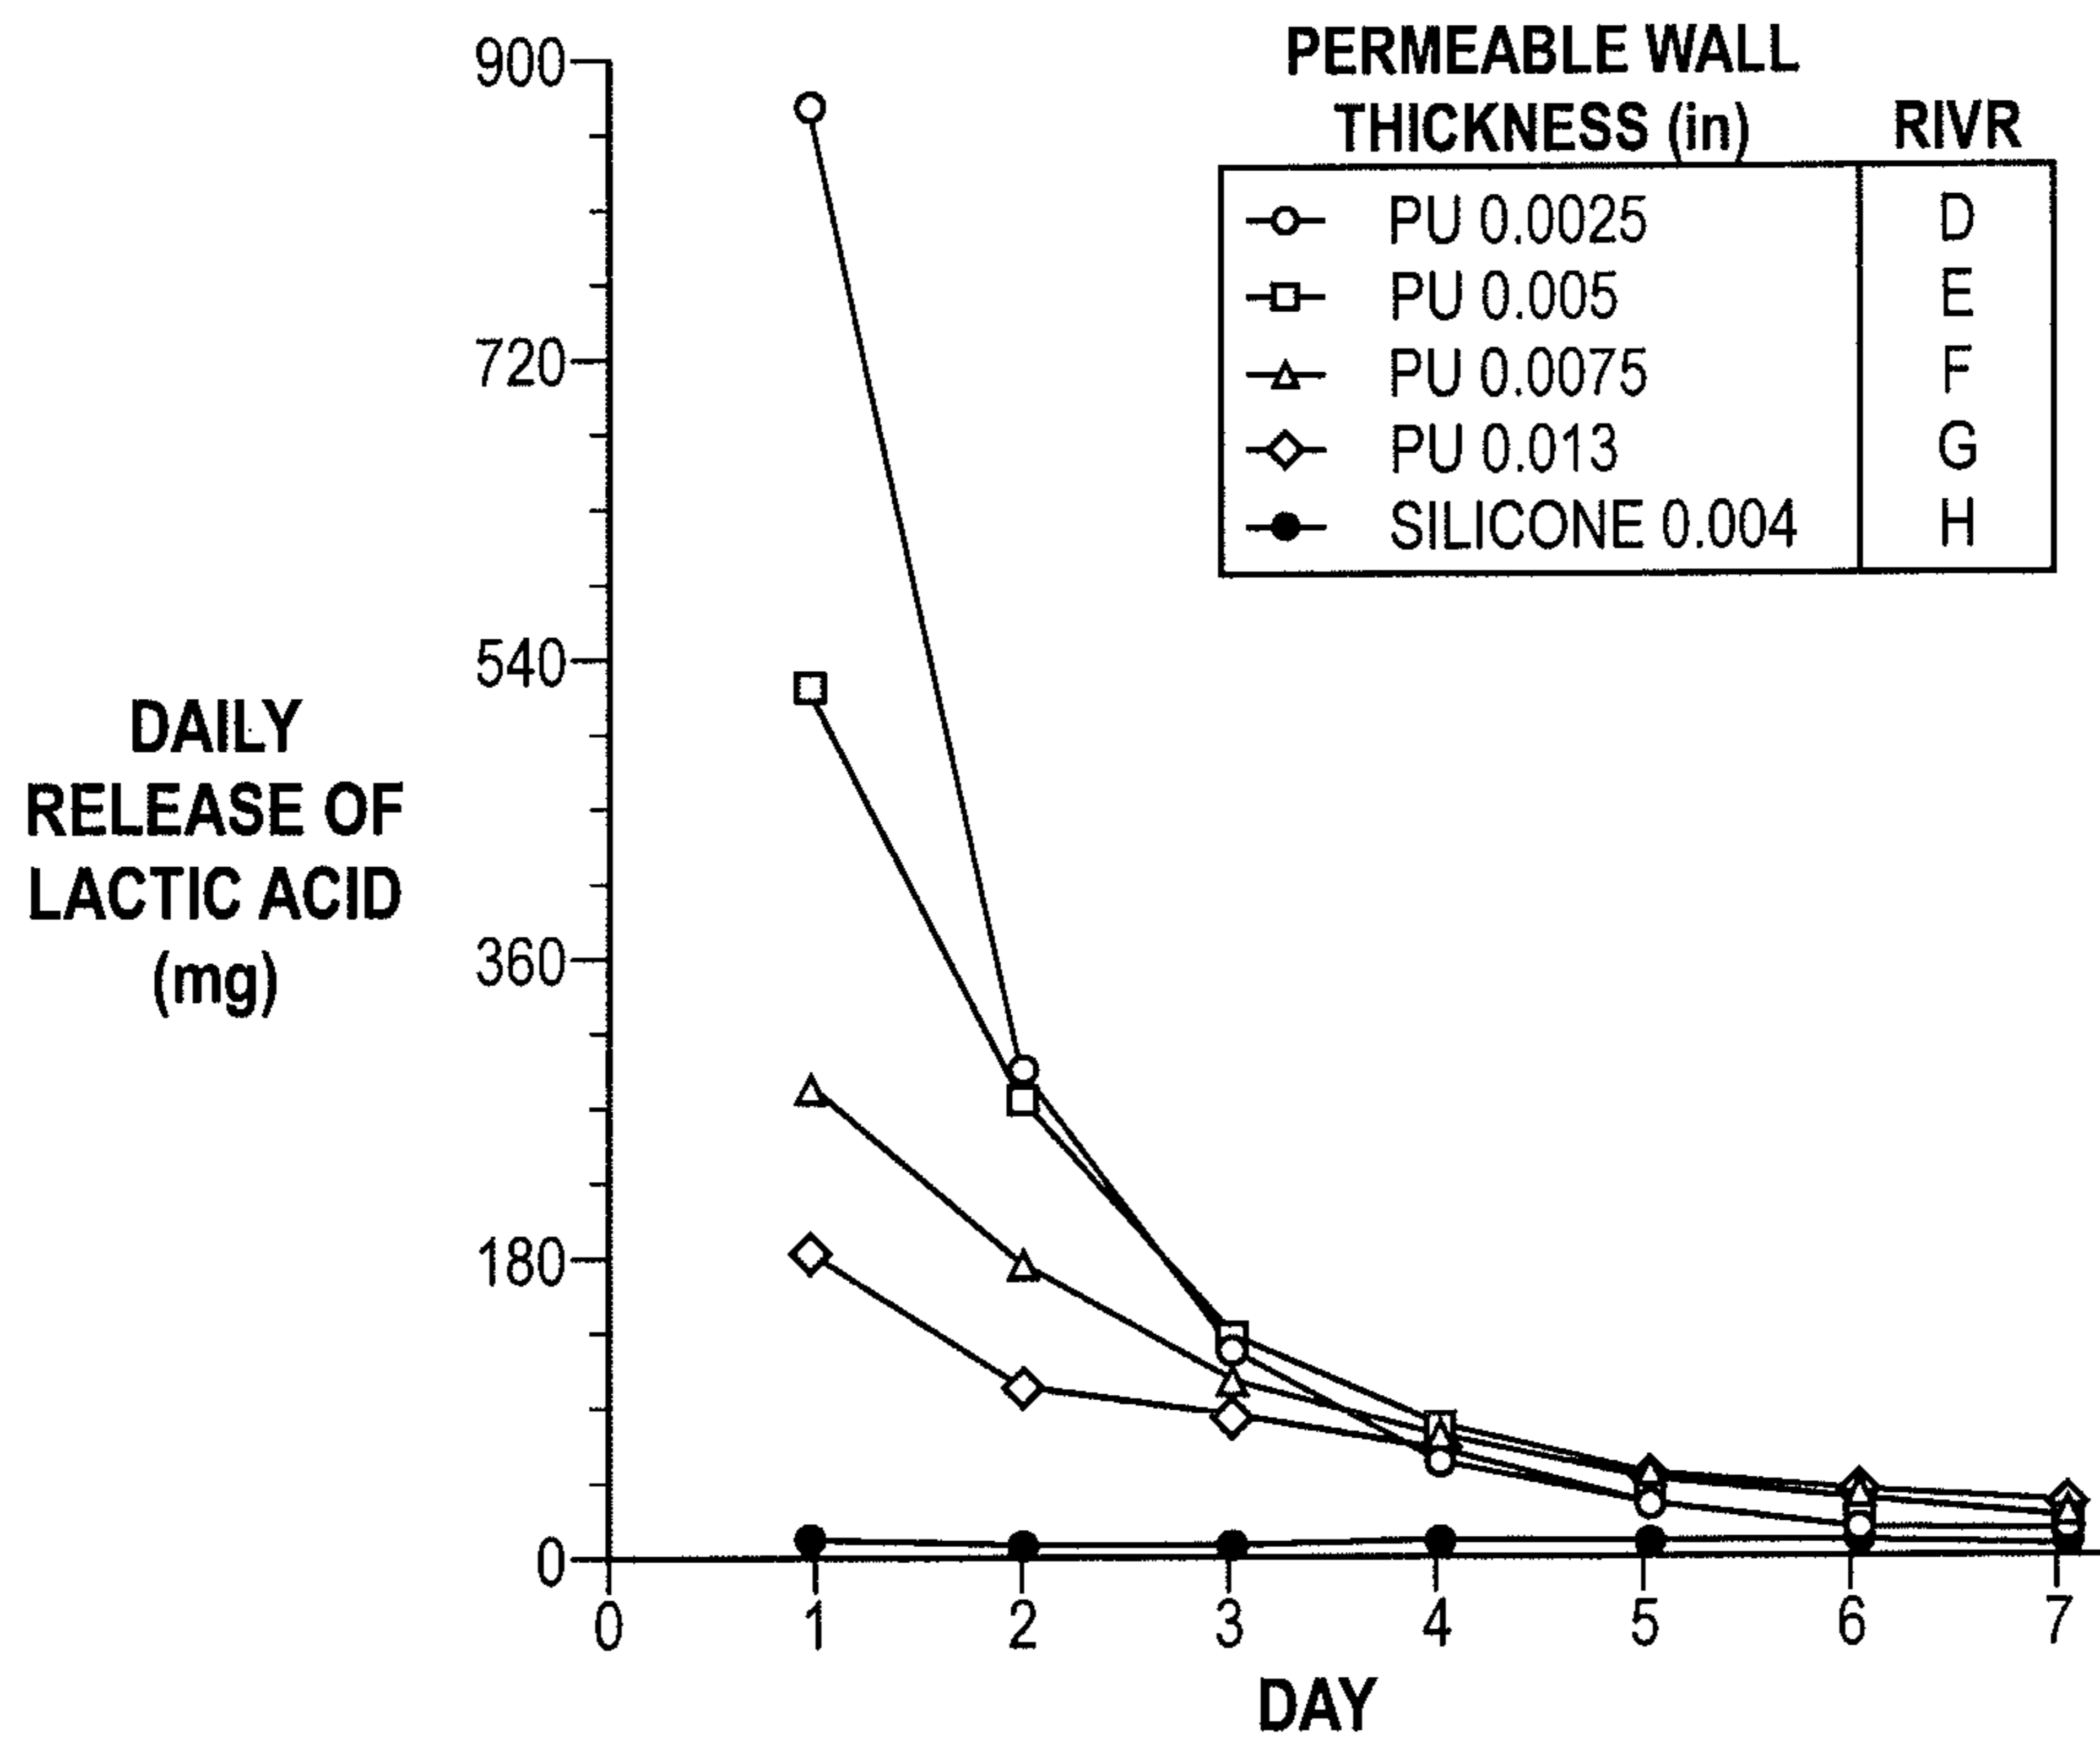 PERMEABLE WALL
THICKNESS (in) RIVR
PU 0.0025 D
PU 0.005 E
PU 0.0075 F
PU 0.013 G
SILICONE 0.004 H
900
720
540
360
180
0
DAILY
RELEASE OF
LACTIC ACID
(mg)
0 1 2 3 4 5 6 7
DAY